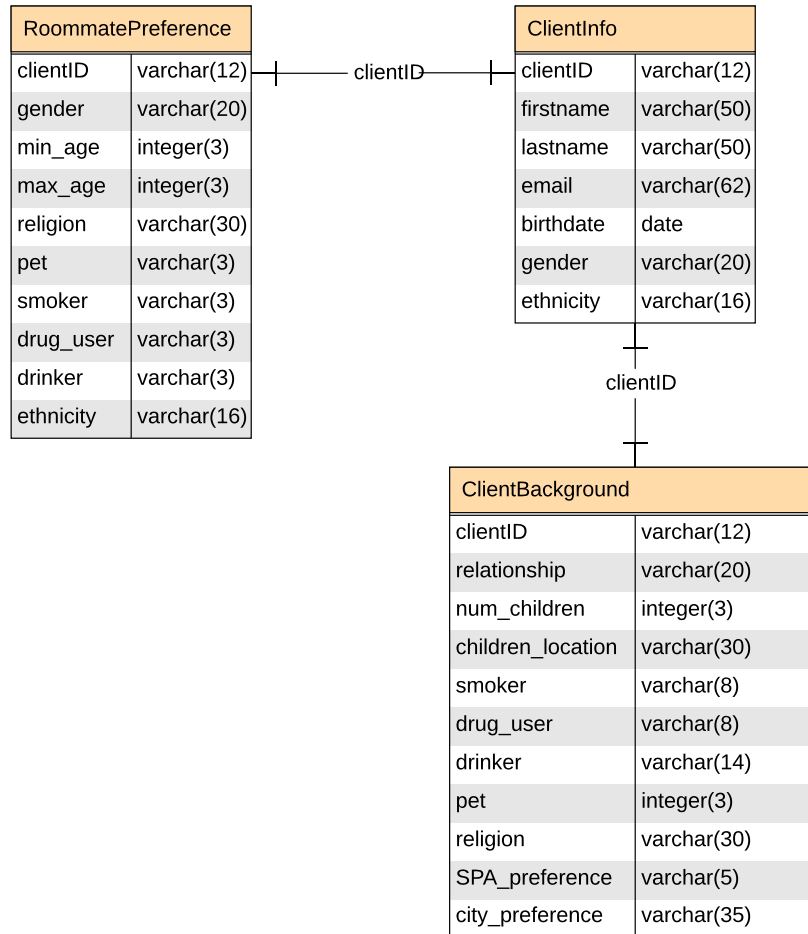 RoommatePreference
clientID varchar(12)
gender varchar(20)
min_age integer(3)
max_age integer(3)
religion varchar(30)
pet varchar(3)
smoker varchar(3)
drug_user varchar(3)
drinker varchar(3)
ethnicity varchar(16)
clientID
ClientInfo
clientID varchar(12)
firstname varchar(50)
lastname varchar(50)
email varchar(62)
birthdate date
gender varchar(20)
ethnicity varchar(16)
clientID
ClientBackground
clientID varchar(12)
relationship varchar(20)
num_children integer(3)
children_location varchar(30)
smoker varchar(8)
drug_user varchar(8)
drinker varchar(14)
pet integer(3)
religion varchar(30)
SPA_preference varchar(5)
city_preference varchar(35)